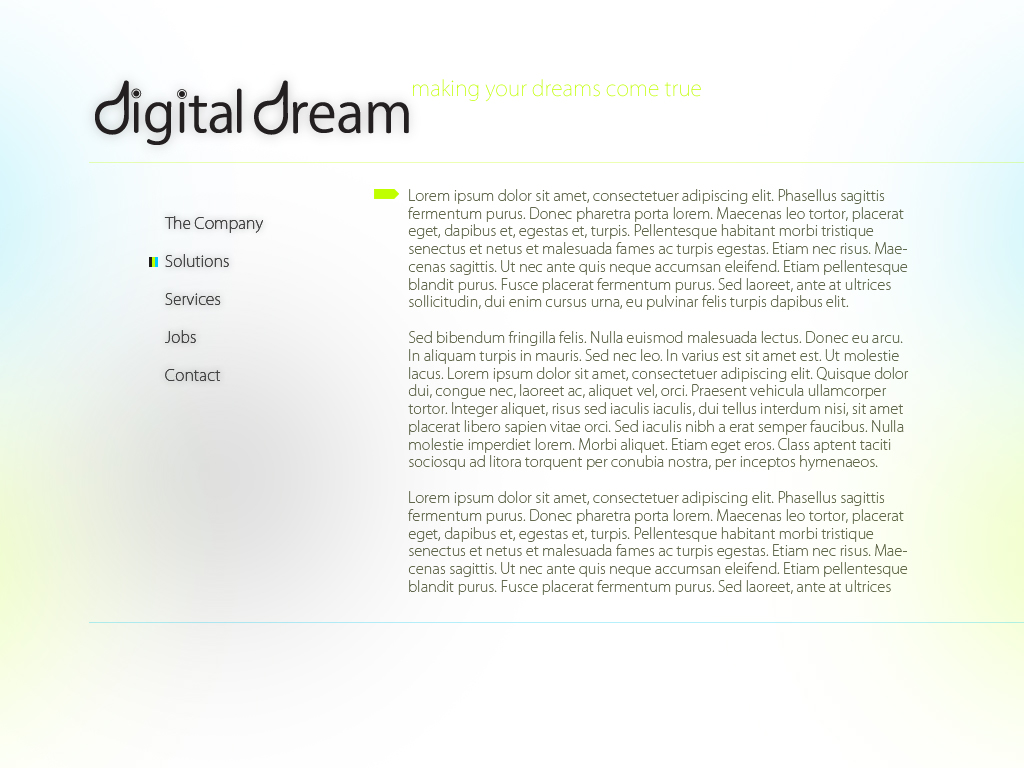 digital dream
making your dreams come true
The Company
Solutions
Services
Jobs
Contact
Lorem ipsum dolor sit amet, consectetuer adipiscing elit. Phasellus sagittis
fermentum purus. Donec pharetra porta lorem. Maecenas leo tortor, placerat
eget, dapibus et, egestas et, turpis. Pellentesque habitant morbi tristique
senectus et netus et malesuada fames ac turpis egestas. Etiam nec risus. Mae-
cenas sagittis. Ut nec ante quis neque accumsan eleifend. Etiam pellentesque
blandit purus. Fusce placerat fermentum purus. Sed laoreet, ante at ultrices
sollicitudin, dui enim cursus urna, eu pulvinar felis turpis dapibus elit.
Sed bibendum fringilla felis. Nulla euismod malesuada lectus. Donec eu arcu.
In aliquam turpis in mauris. Sed nec leo. In varius est sit amet est. Ut molestie
lacus. Lorem ipsum dolor sit amet, consectetuer adipiscing elit. Quisque dolor
dui, congue nec, laoreet ac, aliquet vel, orci. Praesent vehicula ullamcorper
tortor. Integer aliquet, risus sed iaculis iaculis, dui tellus interdum nisi, sit amet
placerat libero sapien vitae orci. Sed iaculis nibh a erat semper faucibus. Nulla
molestie imperdiet lorem. Morbi aliquet. Etiam eget eros. Class aptent taciti
sociosqu ad litora torquent per conubia nostra, per inceptos hymenaeos.
Lorem ipsum dolor sit amet, consectetuer adipiscing elit. Phasellus sagittis
fermentum purus. Donec pharetra porta lorem. Maecenas leo tortor, placerat
eget, dapibus et, egestas et, turpis. Pellentesque habitant morbi tristique
senectus et netus et malesuada fames ac turpis egestas. Etiam nec risus. Mae-
cenas sagittis. Ut nec ante quis neque accumsan eleifend. Etiam pellentesque
blandit purus. Fusce placerat fermentum purus. Sed laoreet, ante at ultrices